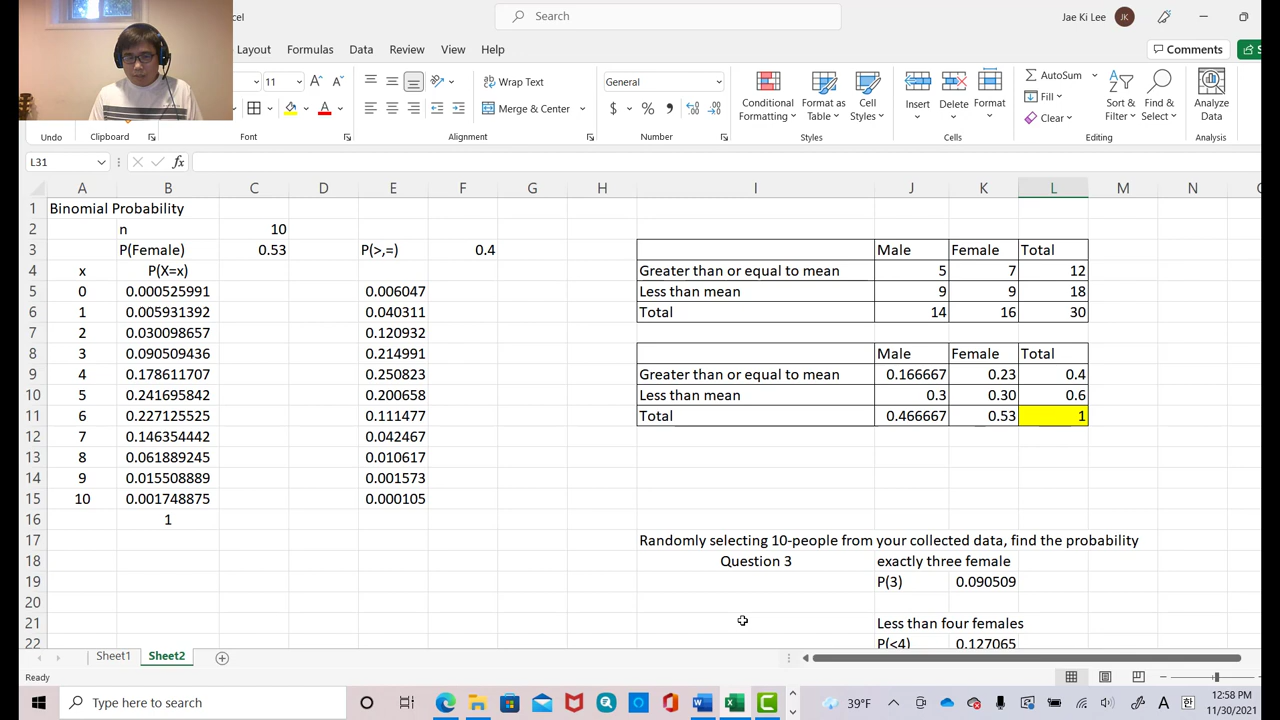 cel
Search
Jae Ki Lee
JK
Layout
Formulas
Data
Review
View
Help
Comments
S
11
A
A
Wrap Text
General
AutoSum
Merge & Center
$ % ,
Conditional Formatting
Format as Table
Cell Styles
Insert
Delete
Format
Fill
Clear
Sort & Filter
Find & Select
Analyze Data
Undo
Clipboard
Font
Alignment
Number
Styles
Cells
Editing
Analysis
L31
fx
A B C D E F G H I J K L M N
1 Binomial Probability
2 n 10
3 P(Female) 0.53 P(>,=) 0.4 Male Female Total
4 x P(X=x) Greater than or equal to mean 5 7 12
5 0 0.000525991 0.006047 Less than mean 9 9 18
6 1 0.005931392 0.040311 Total 14 16 30
7 2 0.030098657 0.120932
8 3 0.090509436 0.214991 Male Female Total
9 4 0.178611707 0.250823 Greater than or equal to mean 0.166667 0.23 0.4
10 5 0.241695842 0.200658 Less than mean 0.3 0.30 0.6
11 6 0.227125525 0.111477 Total 0.466667 0.53 1
12 7 0.146354442 0.042467
13 8 0.061889245 0.010617
14 9 0.015508889 0.001573
15 10 0.001748875 0.000105
16 1
17 Randomly selecting 10-people from your collected data, find the probability
18 Question 3 exactly three female
19 P(3) 0.090509
20
21 Less than four females
22 P(<4) 0.127065
Sheet1
Sheet2
Ready
Type here to search
39°F
A
한
12:58 PM
11/30/2021